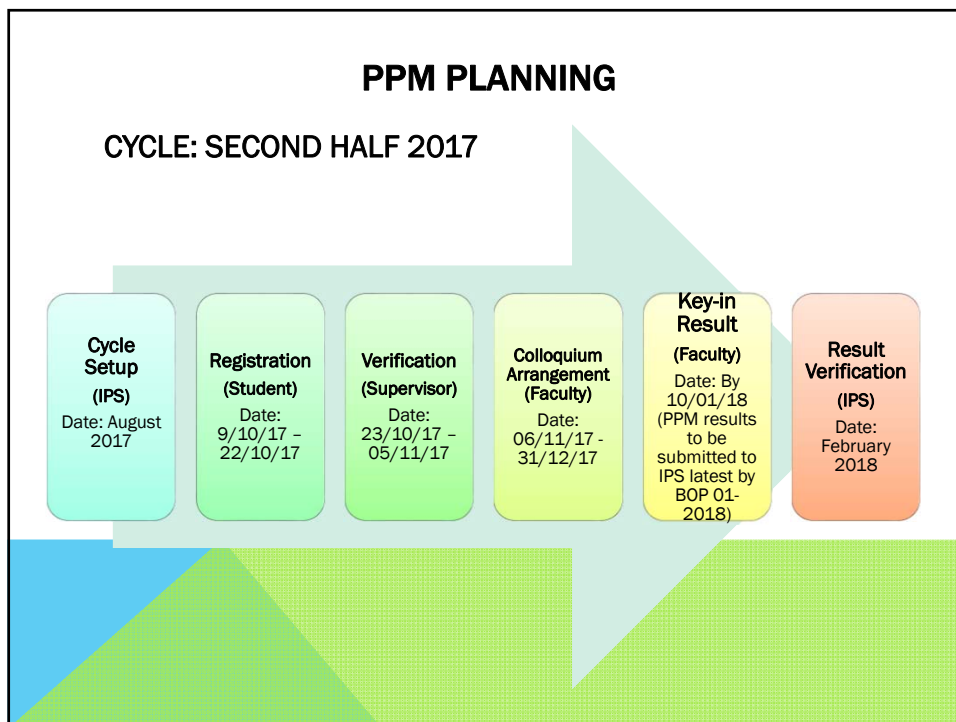 PPM PLANNING
CYCLE: SECOND HALF 2017
Cycle
Setup
(IPS)
Date: August
2017
Registration
(Student)
Date:
9/10/17 –
22/10/17
Verification
(Supervisor)
Date:
23/10/17 –
05/11/17
Colloquium
Arrangement
(Faculty)
Date:
06/11/17 -
31/12/17
Key-in
Result
(Faculty)
Date: By
10/01/18
(PPM results
to be
submitted to
IPS latest by
BOP 01-
2018)
Result
Verification
(IPS)
Date:
February
2018